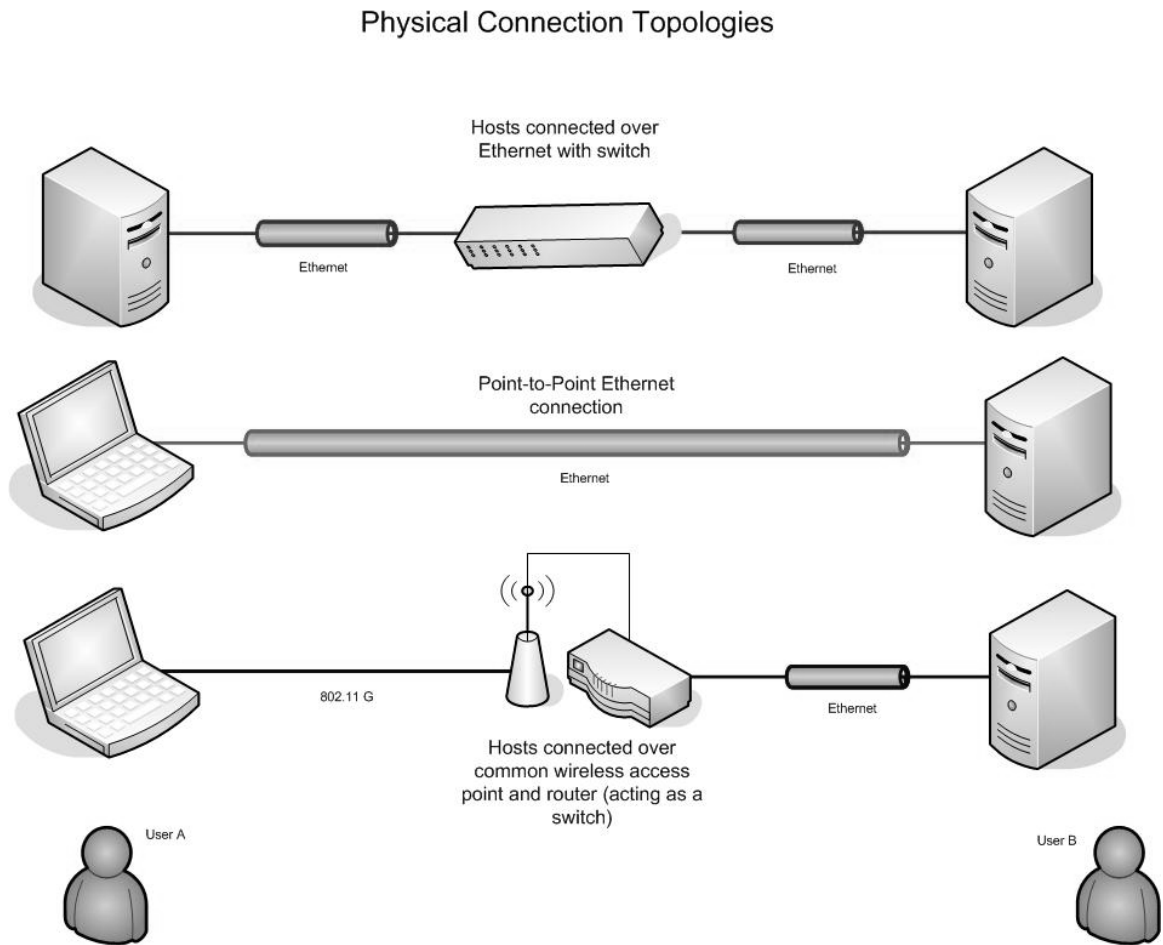 Physical Connection Topologies
Hosts connected over
Ethernet with switch
Ethernet
Ethernet
Point-to-Point Ethernet
connection
Ethernet
802.11 G
Ethernet
Hosts connected over
common wireless access
point and router (acting as a
switch)
User A
User B